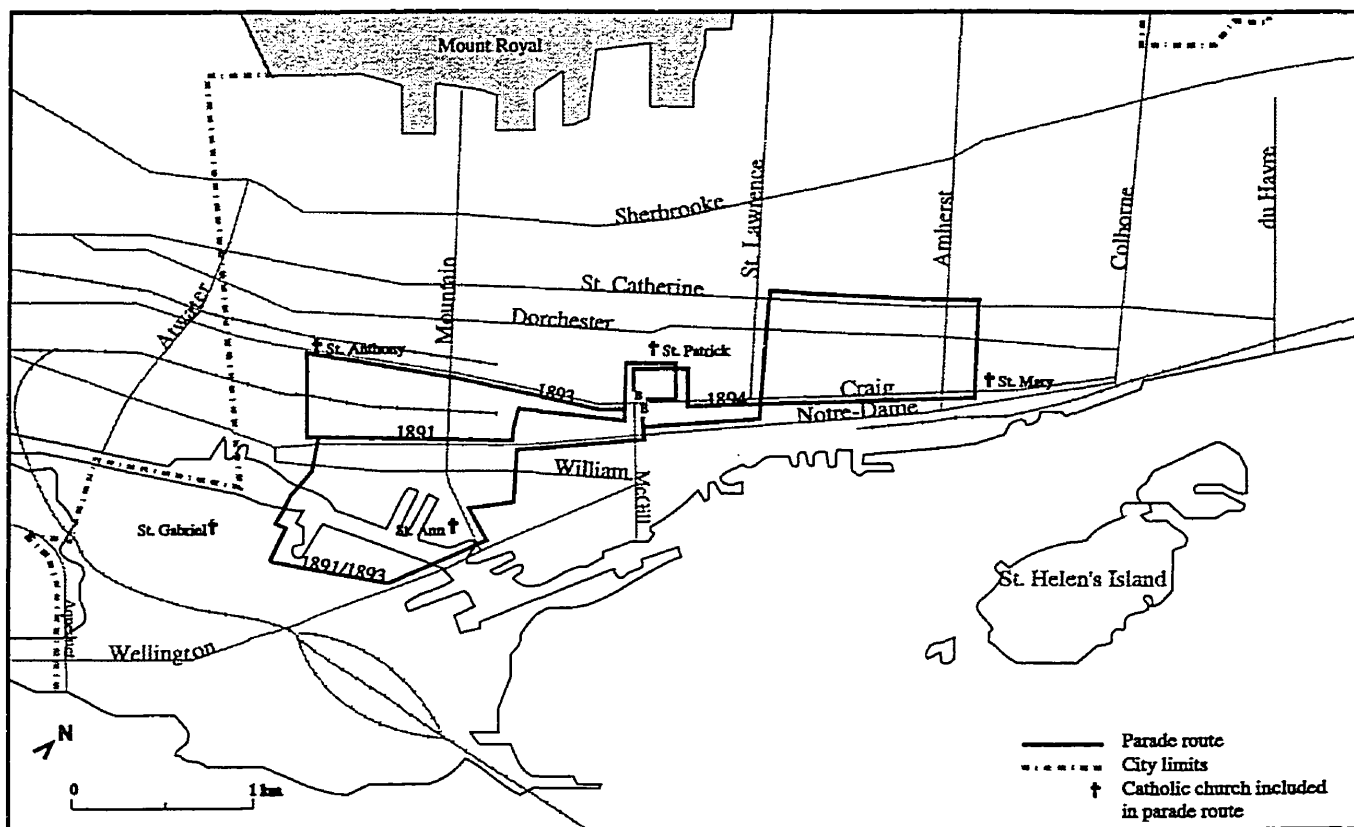 Mount Royal
Sherbrooke
St. Lawrence
Amherst
Colborne
du Havre
Atwater
Mountain
St. Catherine
Dorchester
St. Anthony
St. Patrick
St. Mary
1893
1894
Craig
Notre-Dame
1891
William
McGill
St. Gabriel
St. Ann
1891/1893
St. Helen's Island
Wellington
N
0 1 km
Parade route
City limits
Catholic church included
in parade route